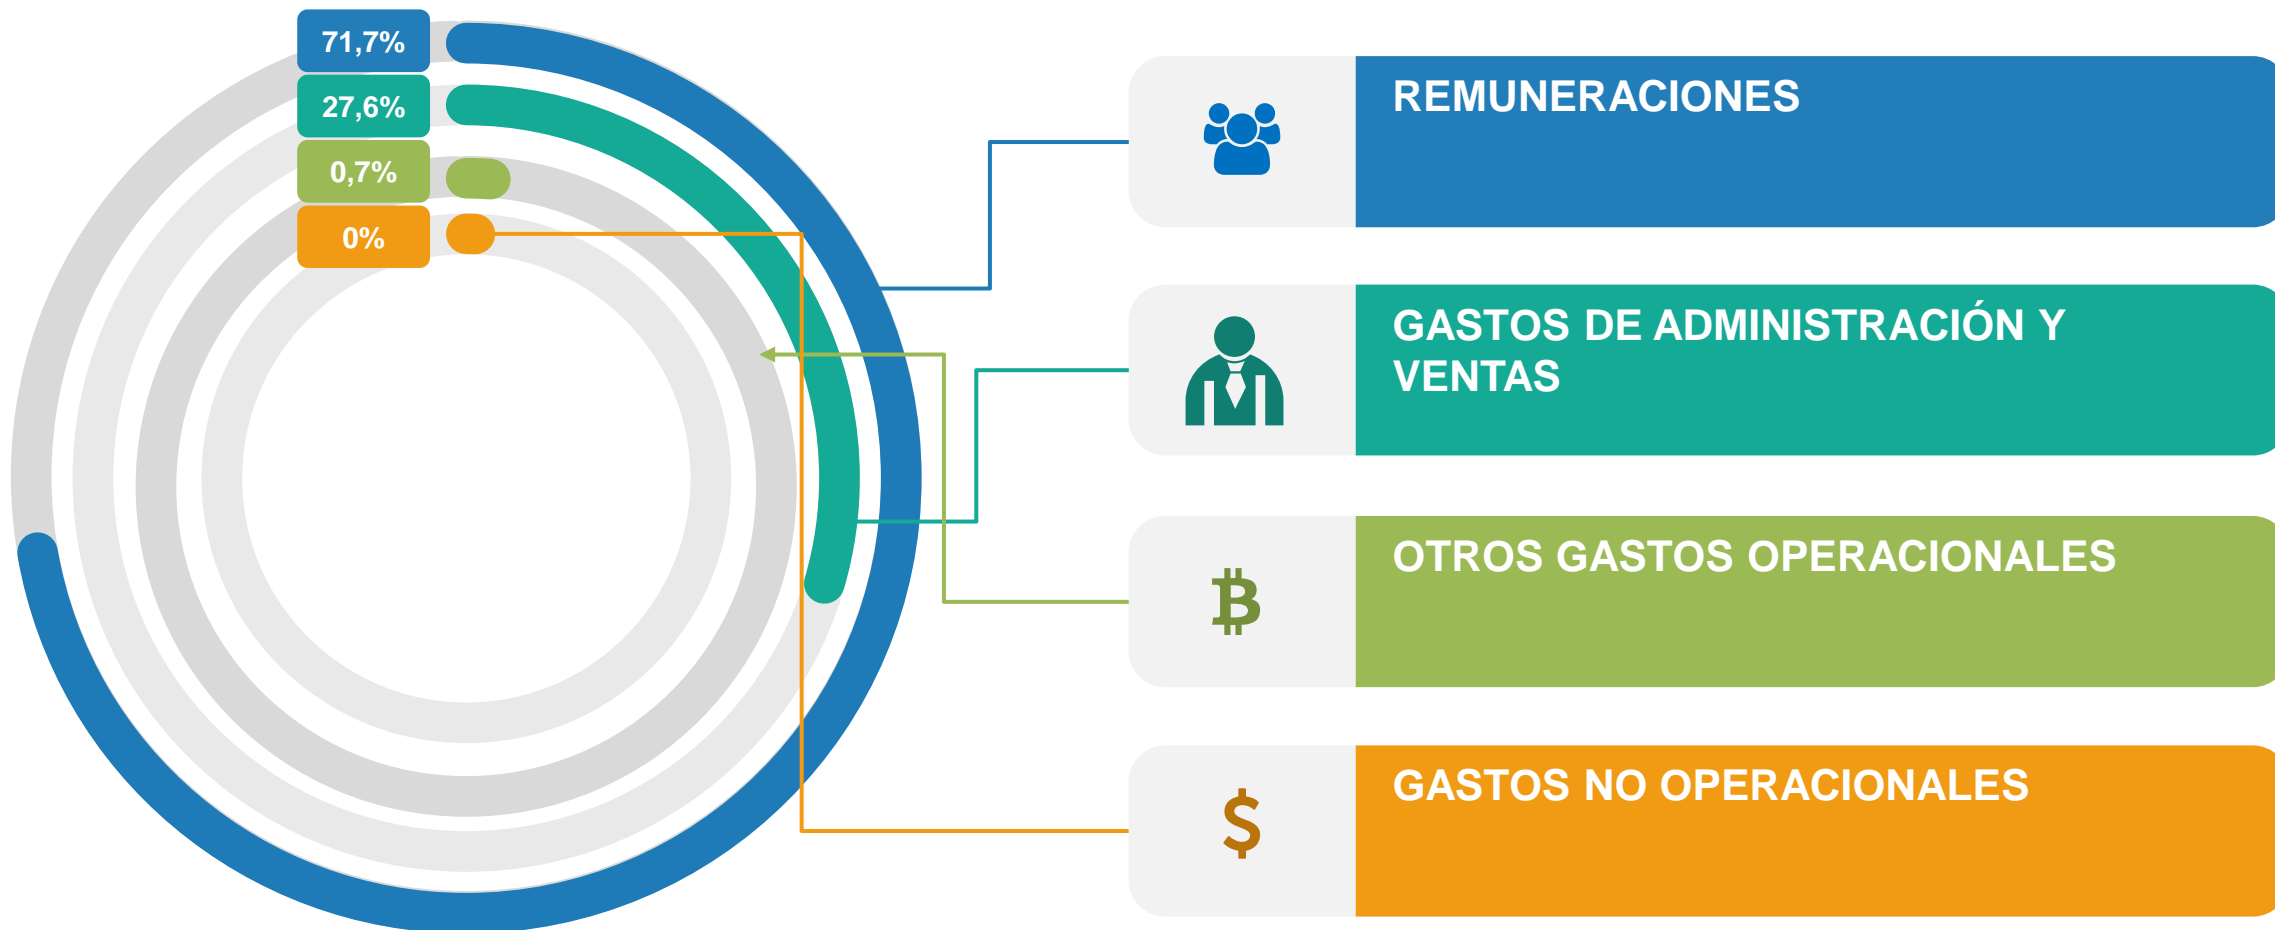 71,7%
27,6%
0,7%
0%
REMUNERACIONES
GASTOS DE ADMINISTRACIÓN Y
VENTAS
OTROS GASTOS OPERACIONALES
GASTOS NO OPERACIONALES